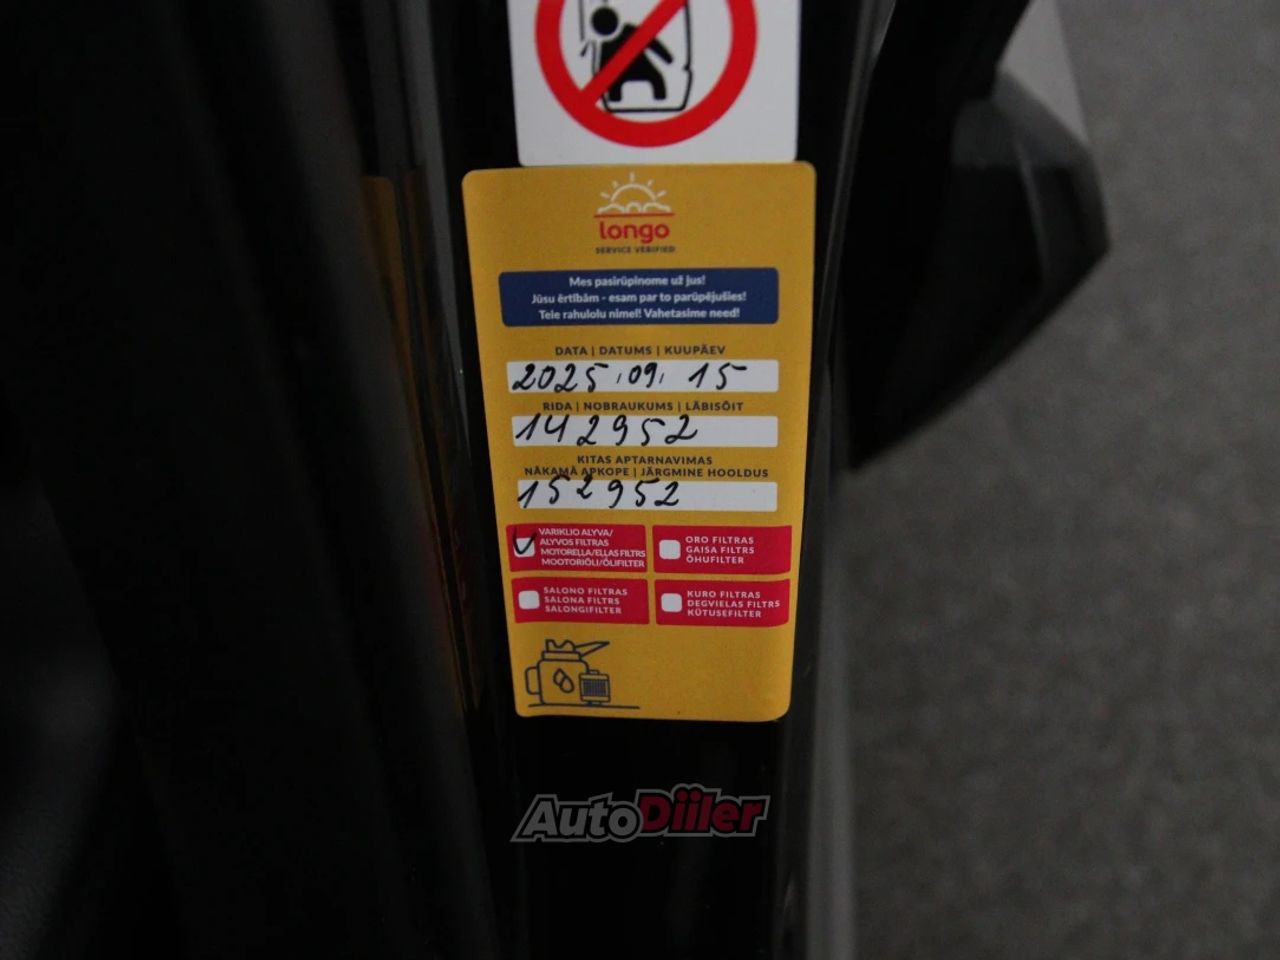 longo
SERVICE VERIFIED
Mes pasirūpinome už jus!
Jūsu ērtībām - esam par to parūpējušies!
Teie rahulolu nimel! Vahetasime need!
DATA | DATUMS | KUUPÄEV
2025.09.15
RIDA | NOBRAUKUMS | LÄBISÕIT
142952
KITAS APTARNAVIMAS
NĀKAMĀ APKOPE | JÄRGMINE HOOLDUS
152952
VARIKLIO ALYVA/
ALYVOS FILTRAS
MOTOREĻĻA/EĻĻAS FILTRS
MOOTORIÕLI/ÕLIFILTER
ORO FILTRAS
GAISA FILTRS
ÕHUFILTER
SALONO FILTRAS
SALONA FILTRS
SALONGIFILTER
KURO FILTRAS
DEGVIELAS FILTRS
KÜTUSEFILTER
AutoDiiler